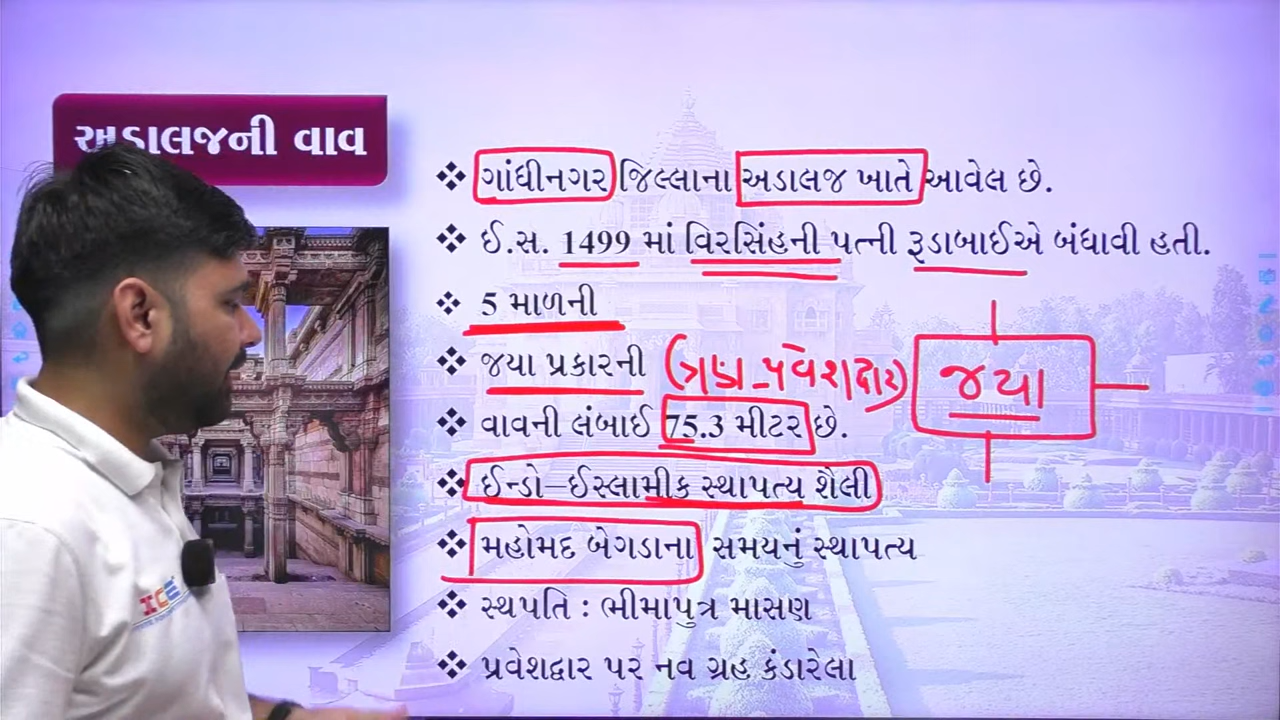 અડાલજની વાવ
❖ ગાંધીનગર જિલ્લાના અડાલજ ખાતે આવેલ છે.
❖ ઈ.સ. 1499 માં વિરસિંહની પત્ની રૂડાબાઈએ બંધાવી હતી.
❖ 5 માળની
❖ જયા પ્રકારની (ત્રણ પ્રવેશદ્વાર) જયા
❖ વાવની લંબાઈ 75.3 મીટર છે.
❖ ઈન્ડો–ઈસ્લામીક સ્થાપત્ય શૈલી
❖ મહોમદ બેગડાના સમયનું સ્થાપત્ય
❖ સ્થપતિ : ભીમાપુત્ર માસણ
❖ પ્રવેશદ્વાર પર નવ ગ્રહ કંડારેલા
ICE